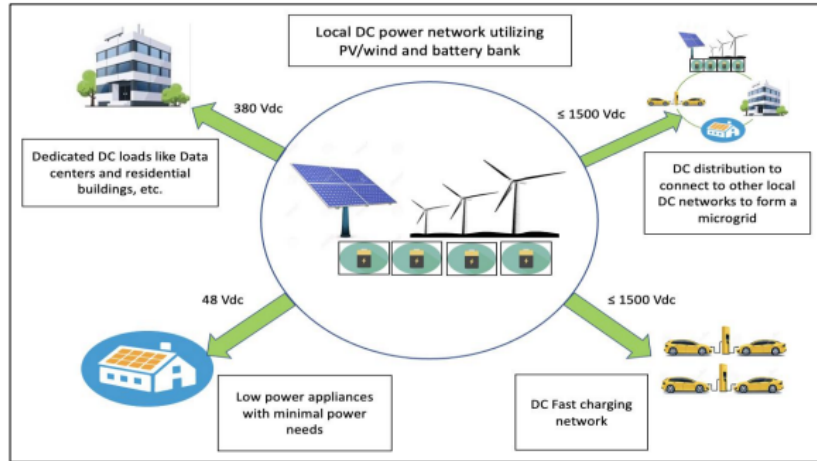 Local DC power network utilizing
PV/wind and battery bank
380 Vdc
≤ 1500 Vdc
Dedicated DC loads like Data
centers and residential
buildings, etc.
DC distribution to
connect to other local
DC networks to form a
microgrid
48 Vdc
≤ 1500 Vdc
Low power appliances
with minimal power
needs
DC Fast charging
network